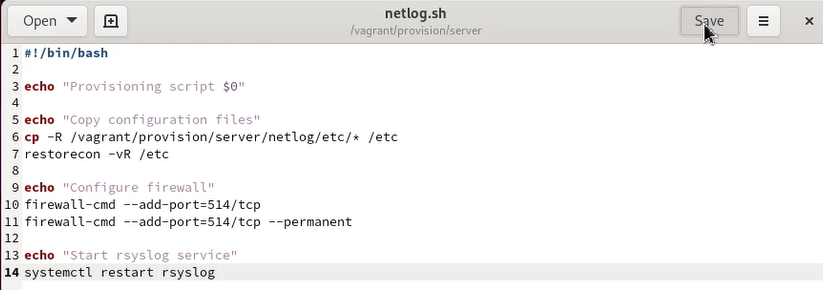 Open
netlog.sh
/vagrant/provision/server
Save
1 #!/bin/bash
2
3 echo "Provisioning script $0"
4
5 echo "Copy configuration files"
6 cp -R /vagrant/provision/server/netlog/etc/* /etc
7 restorecon -vR /etc
8
9 echo "Configure firewall"
10 firewall-cmd --add-port=514/tcp
11 firewall-cmd --add-port=514/tcp --permanent
12
13 echo "Start rsyslog service"
14 systemctl restart rsyslog